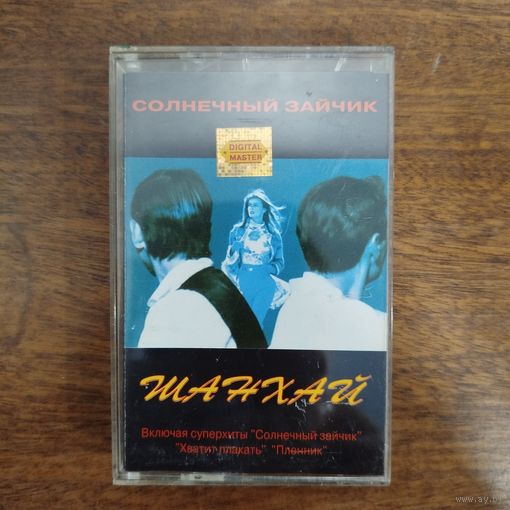 СОЛНЕЧНЫЙ ЗАЙЧИК
DIGITAL
MASTER
ШАНХАЙ
Включая суперхиты "Солнечный зайчик"
"Хватит плакать" "Пленник"